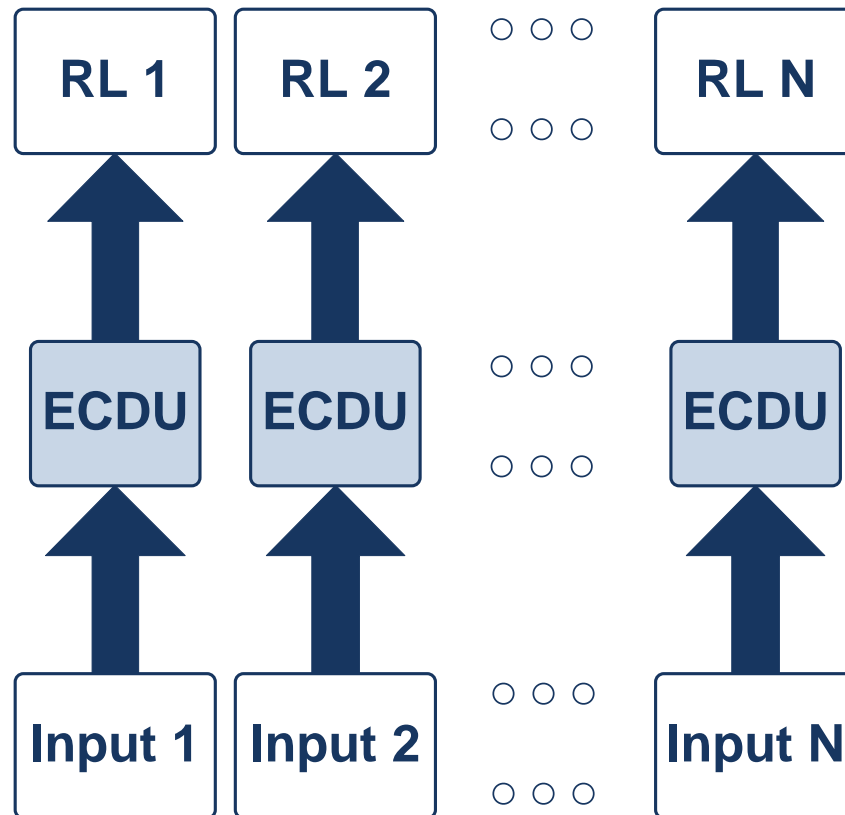 RL 1
RL 2
RL N
ECDU
ECDU
ECDU
Input 1
Input 2
Input N